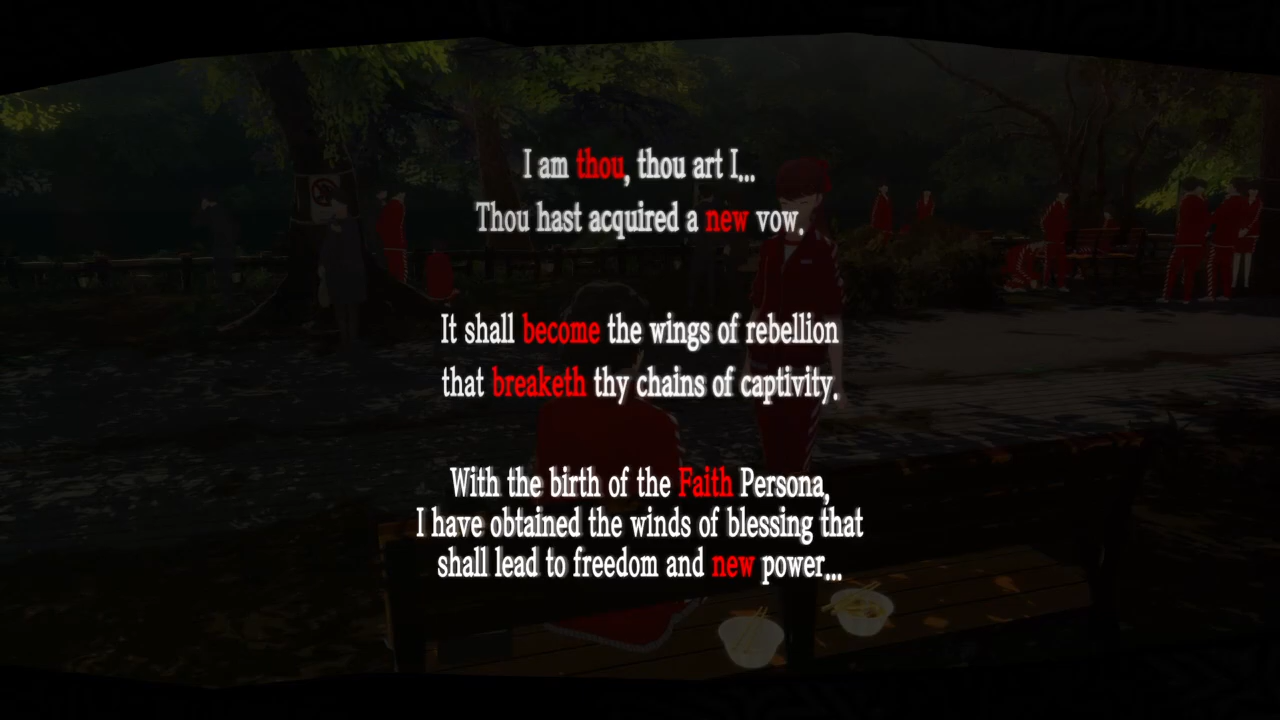 I am thou, thou art I...
Thou hast acquired a new vow.
It shall become the wings of rebellion
that breaketh thy chains of captivity.
With the birth of the Faith Persona,
I have obtained the winds of blessing that
shall lead to freedom and new power...